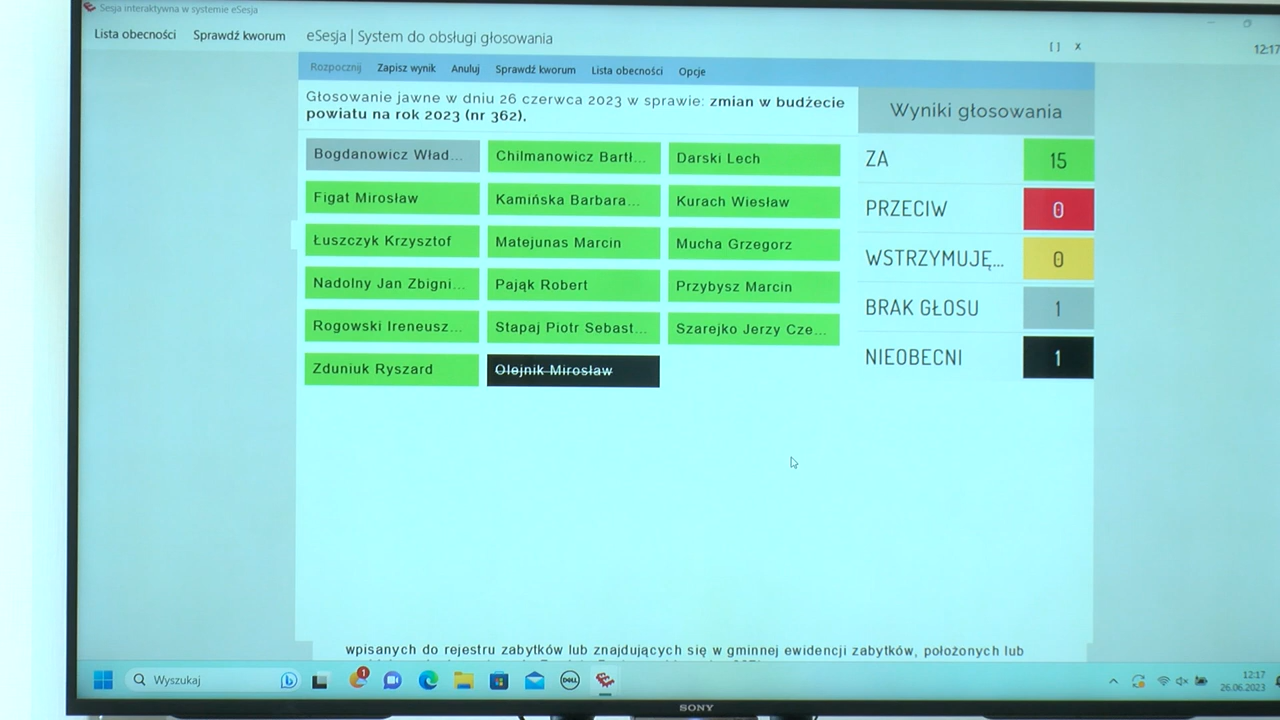 Sesja interaktywna w systemie eSesja
Lista obecności Sprawdź kworum eSesja | System do obsługi głosowania
[ ] x
12:17
Rozpocznij Zapisz wynik Anuluj Sprawdź kworum Lista obecności Opcje
Głosowanie jawne w dniu 26 czerwca 2023 w sprawie: zmian w budżecie
powiatu na rok 2023 (nr 362).
Wyniki głosowania
Bogdanowicz Wład... Chilmanowicz Bartł... Darski Lech
ZA 15
Figat Mirosław Kamińska Barbara... Kurach Wiesław
PRZECIW 0
Łuszczyk Krzysztof Matejunas Marcin Mucha Grzegorz
WSTRZYMUJĘ... 0
Nadolny Jan Zbigni... Pająk Robert Przybysz Marcin
BRAK GŁOSU 1
Rogowski Ireneusz... Stapaj Piotr Sebast... Szarejko Jerzy Cze...
NIEOBECNI 1
Zduniuk Ryszard Olejnik Mirosław
wpisanych do rejestru zabytków lub znajdujących się w gminnej ewidencji zabytków, położonych lub
Wyszukaj
1
DELL
12:17
26.06.2023
SONY